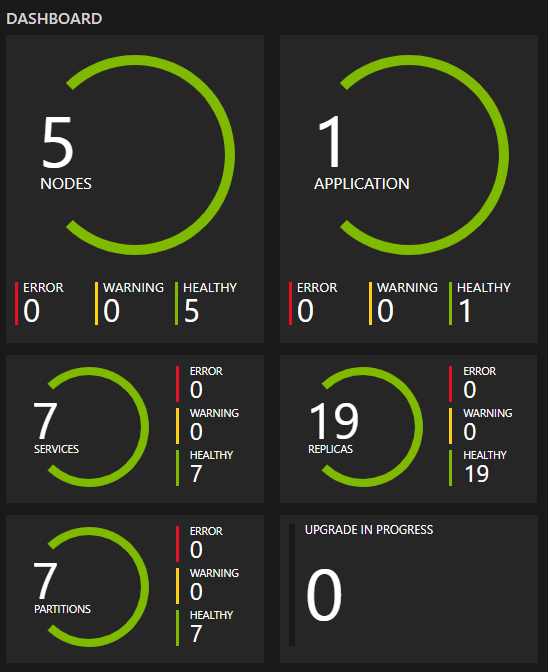 DASHBOARD
5
NODES
ERROR
0
WARNING
0
HEALTHY
5
1
APPLICATION
ERROR
0
WARNING
0
HEALTHY
1
7
SERVICES
ERROR
0
WARNING
0
HEALTHY
7
19
REPLICAS
ERROR
0
WARNING
0
HEALTHY
19
7
PARTITIONS
ERROR
0
WARNING
0
HEALTHY
7
UPGRADE IN PROGRESS
0